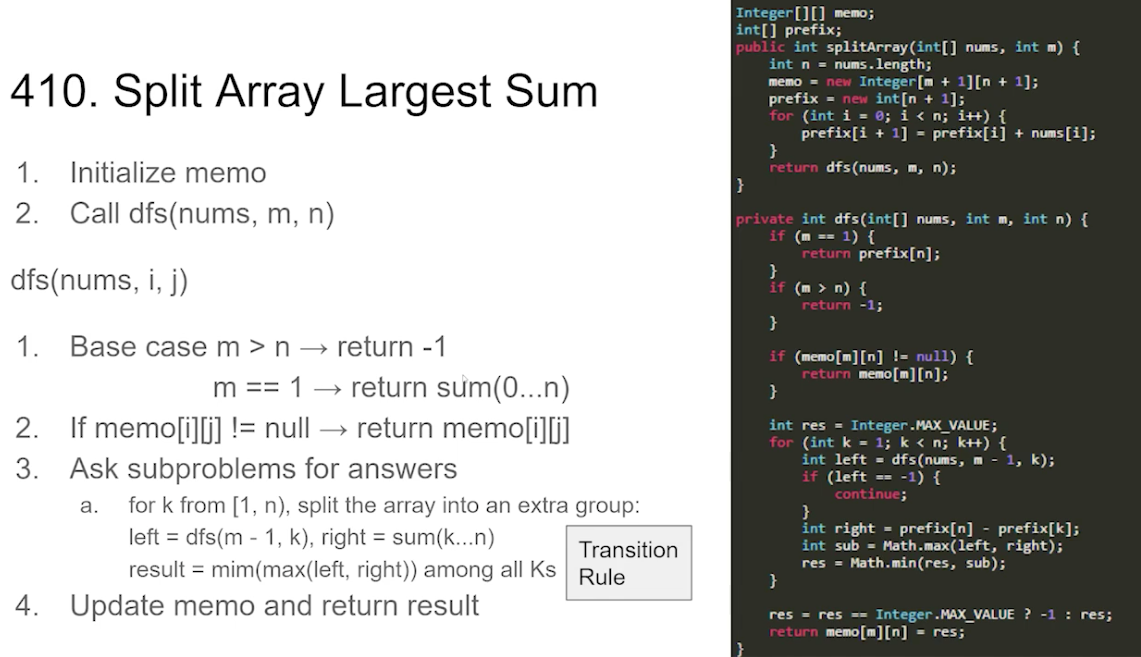 410. Split Array Largest Sum
1. Initialize memo
2. Call dfs(nums, m, n)
dfs(nums, i, j)
1. Base case m > n → return -1
m == 1 → return sum(0...n)
2. If memo[i][j] != null → return memo[i][j]
3. Ask subproblems for answers
a. for k from [1, n), split the array into an extra group:
left = dfs(m - 1, k), right = sum(k...n)
result = mim(max(left, right)) among all Ks
Transition
Rule
4. Update memo and return result
Integer[][] memo;
int[] prefix;
public int splitArray(int[] nums, int m) {
    int n = nums.length;
    memo = new Integer[m + 1][n + 1];
    prefix = new int[n + 1];
    for (int i = 0; i < n; i++) {
        prefix[i + 1] = prefix[i] + nums[i];
    }
    return dfs(nums, m, n);
}
private int dfs(int[] nums, int m, int n) {
    if (m == 1) {
        return prefix[n];
    }
    if (m > n) {
        return -1;
    }
    if (memo[m][n] != null) {
        return memo[m][n];
    }
    int res = Integer.MAX_VALUE;
    for (int k = 1; k < n; k++) {
        int left = dfs(nums, m - 1, k);
        if (left == -1) {
            continue;
        }
        int right = prefix[n] - prefix[k];
        int sub = Math.max(left, right);
        res = Math.min(res, sub);
    }
    res = res == Integer.MAX_VALUE ? -1 : res;
    return memo[m][n] = res;
}